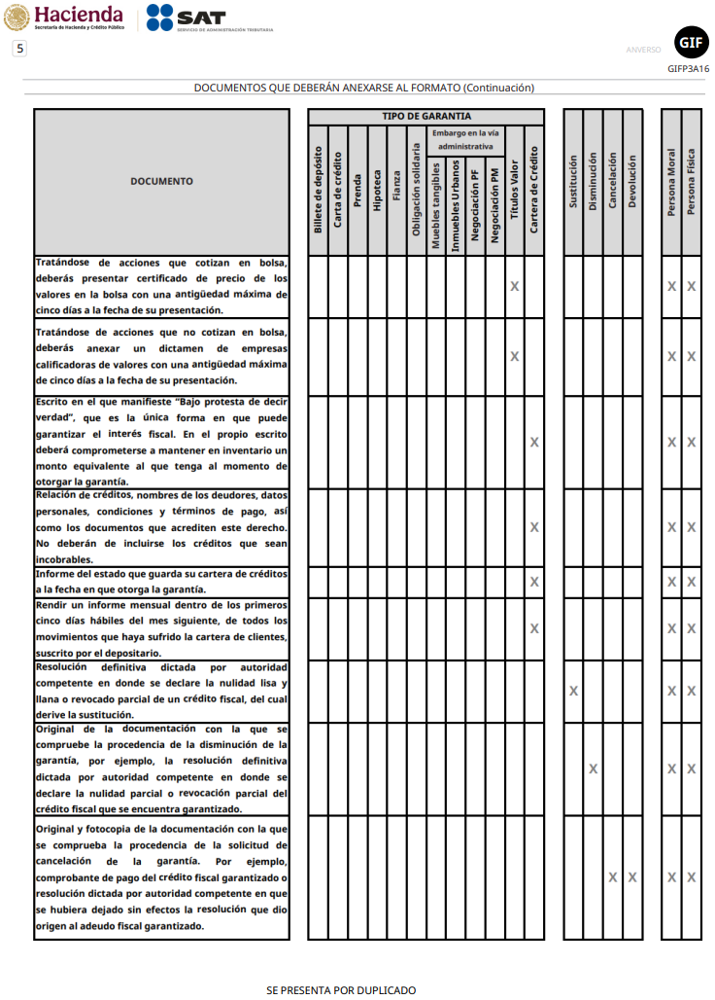 Hacienda
Secretaría de Hacienda y Crédito Público
SAT
SERVICIO DE ADMINISTRACIÓN TRIBUTARIA
5
ANVERSO
GIF
GIFP3A16
DOCUMENTOS QUE DEBERÁN ANEXARSE AL FORMATO (Continuación)
DOCUMENTO
TIPO DE GARANTIA
Billete de depósito
Carta de crédito
Prenda
Hipoteca
Fianza
Obligación solidaria
Embargo en la vía
administrativa
Muebles tangibles
Inmuebles Urbanos
Negociación PF
Negociación PM
Títulos Valor
Cartera de Crédito
Sustitución
Disminución
Cancelación
Devolución
Persona Moral
Persona Física
Tratándose de acciones que cotizan en bolsa,
deberás presentar certificado de precio de los
valores en la bolsa con una antigüedad máxima de
cinco días a la fecha de su presentación.
X X X
Tratándose de acciones que no cotizan en bolsa,
deberás anexar un dictamen de empresas
calificadoras de valores con una antigüedad máxima
de cinco días a la fecha de su presentación.
X X X
Escrito en el que manifieste “Bajo protesta de decir
verdad”, que es la única forma en que puede
garantizar el interés fiscal. En el propio escrito
deberá comprometerse a mantener en inventario un
monto equivalente al que tenga al momento de
otorgar la garantía.
X X X
Relación de créditos, nombres de los deudores, datos
personales, condiciones y términos de pago, así
como los documentos que acrediten este derecho.
No deberán de incluirse los créditos que sean
incobrables.
X X X
Informe del estado que guarda su cartera de créditos
a la fecha en que otorga la garantía.
X X X
Rendir un informe mensual dentro de los primeros
cinco días hábiles del mes siguiente, de todos los
movimientos que haya sufrido la cartera de clientes,
suscrito por el depositario.
X X X
Resolución definitiva dictada por autoridad
competente en donde se declare la nulidad lisa y
llana o revocado parcial de un crédito fiscal, del cual
derive la sustitución.
X X X
Original de la documentación con la que se
compruebe la procedencia de la disminución de la
garantía, por ejemplo, la resolución definitiva
dictada por autoridad competente en donde se
declare la nulidad parcial o revocación parcial del
crédito fiscal que se encuentra garantizado.
X X X
Original y fotocopia de la documentación con la que
se comprueba la procedencia de la solicitud de
cancelación de la garantía. Por ejemplo,
comprobante de pago del crédito fiscal garantizado o
resolución dictada por autoridad competente en que
se hubiera dejado sin efectos la resolución que dio
origen al adeudo fiscal garantizado.
X X X X
SE PRESENTA POR DUPLICADO